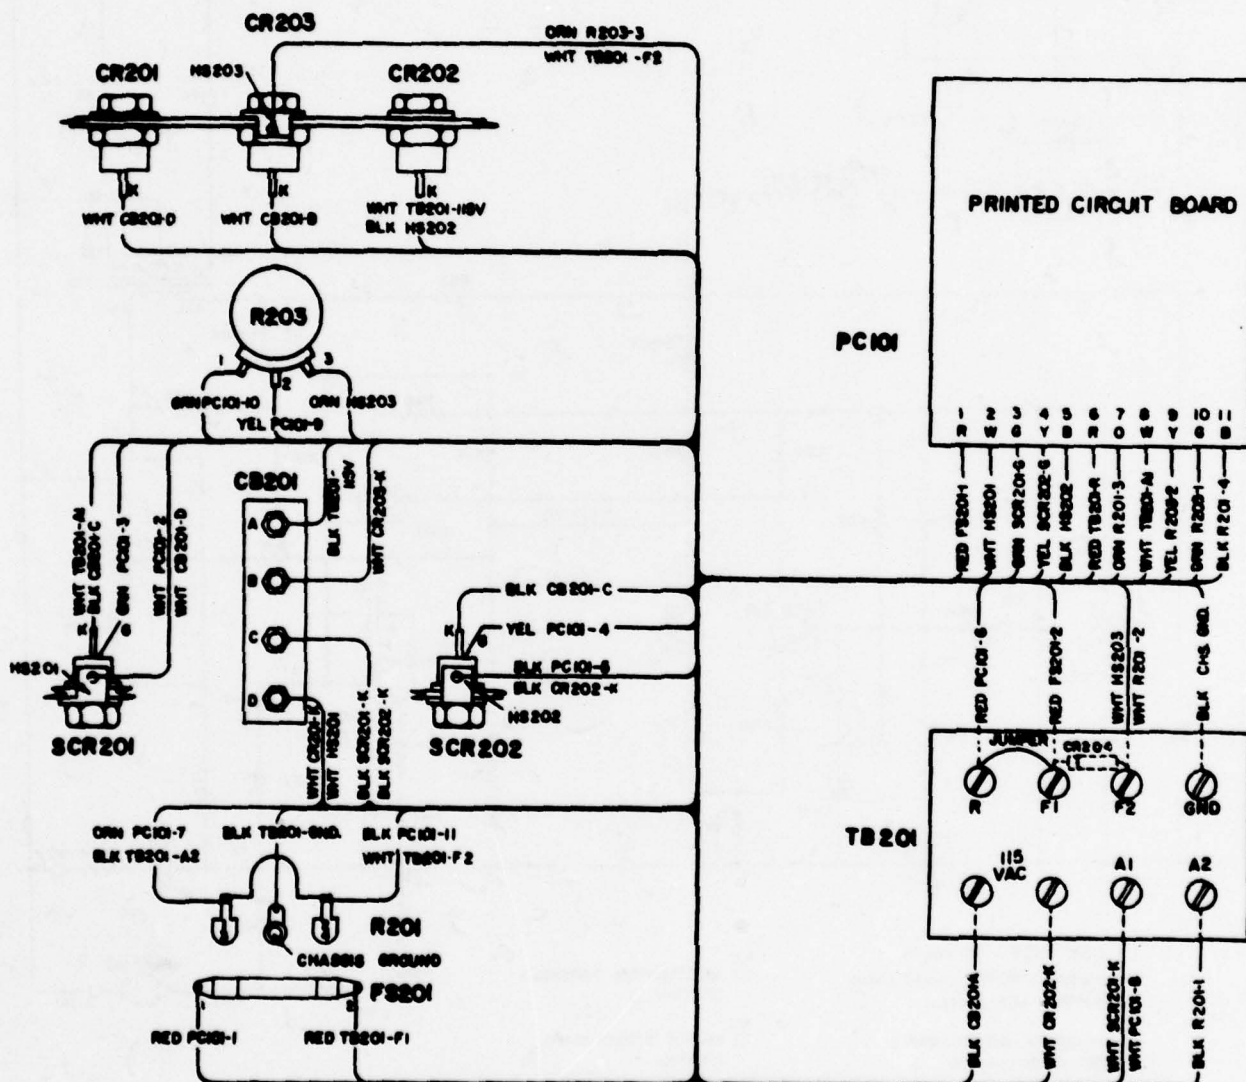 CR203
ORN R203-3
WHT TB201-F2
CR201
HS203
CR202
K
K
K
WHT CB201-D
WHT CB201-B
WHT TB201-115V
BLK HS202
PRINTED CIRCUIT BOARD
R203
1
2
3
PC101
GRN PC101-10
ORN HS203
YEL PC101-9
1 2 3 4 5 6 7 8 9 10 11
R W G Y B R O W Y G B
RED FS201-1
WHT HS201
GRN SCR201-G
YEL SCR202-G
BLK HS202
RED TB201-R
ORN R201-3
WHT TB201-A1
YEL R203-2
GRN R203-1
BLK R201-4
CB201
A
B
C
D
BLK TB201-
115V
WHT CR203-K
WHT TB201-A1
BLK CB201-C
GRN PC101-3
WHT PC101-2
WHT CB201-D
K
G
HS201
SCR201
BLK CB201-C
K
G
YEL PC101-4
BLK PC101-5
BLK CR202-K
HS202
SCR202
WHT CR201-K
WHT HS201
BLK SCR201-K
BLK SCR202-K
RED PC101-6
RED FS201-2
WHT HS203
WHT R201-2
BLK CHS. GND.
JUMPER
CR204
R
F1
F2
GND
TB201
115
VAC
A1
A2
ORN PC101-7
BLK TB201-A2
BLK TB201-GND.
BLK PC101-11
WHT TB201-F2
R201
CHASSIS GROUND
FS201
1
2
RED PC101-1
RED TB201-F1
BLK CB201-A
WHT CR202-K
WHT SCR201-K
WHT PC101-8
BLK R201-1